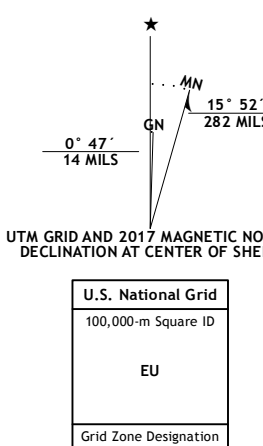 MN
GN
15° 52´
282 MILS
0° 47´
14 MILS
UTM GRID AND 2017 MAGNETIC NO
DECLINATION AT CENTER OF SHE
U.S. National Grid
100,000-m Square ID
EU
Grid Zone Designation